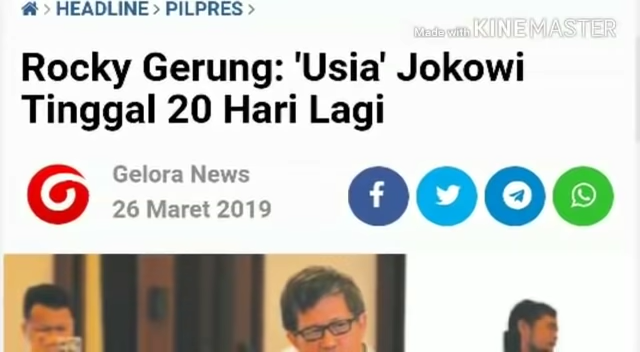 HEADLINE > PILPRES >
Made with KINEMASTER
Rocky Gerung: 'Usia' Jokowi
Tinggal 20 Hari Lagi
Gelora News
26 Maret 2019